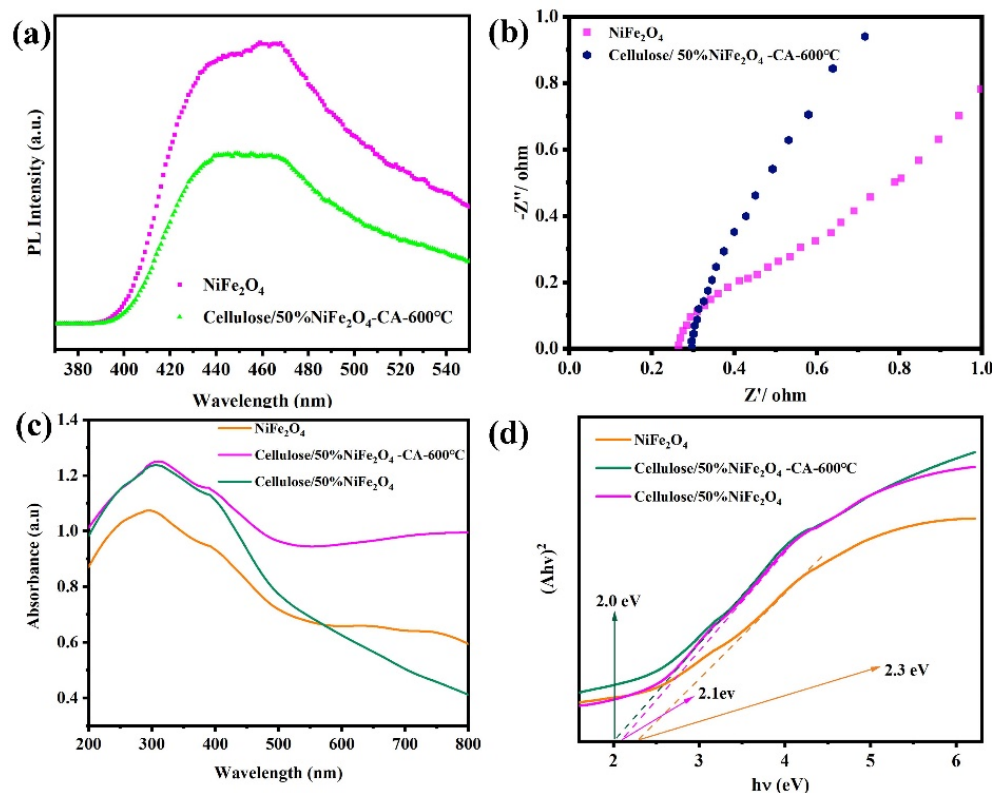 (a)
PL Intensity (a.u.)
NiFe₂O₄
Cellulose/50%NiFe₂O₄-CA-600°C
380 400 420 440 460 480 500 520 540
Wavelength (nm)
(b)
NiFe₂O₄
Cellulose/ 50%NiFe₂O₄ -CA-600°C
-Z''/ ohm
1.0
0.8
0.6
0.4
0.2
0.0
0.0 0.2 0.4 0.6 0.8 1.0
Z'/ ohm
(c)
NiFe₂O₄
Cellulose/50%NiFe₂O₄ -CA-600°C
Cellulose/50%NiFe₂O₄
Absorbance (a.u)
1.4
1.2
1.0
0.8
0.6
0.4
200 300 400 500 600 700 800
Wavelength (nm)
(d)
NiFe₂O₄
Cellulose/50%NiFe₂O₄ -CA-600°C
Cellulose/50%NiFe₂O₄
(Ahν)²
2.0 eV
2.1ev
2.3 eV
2 3 4 5 6
hν (eV)